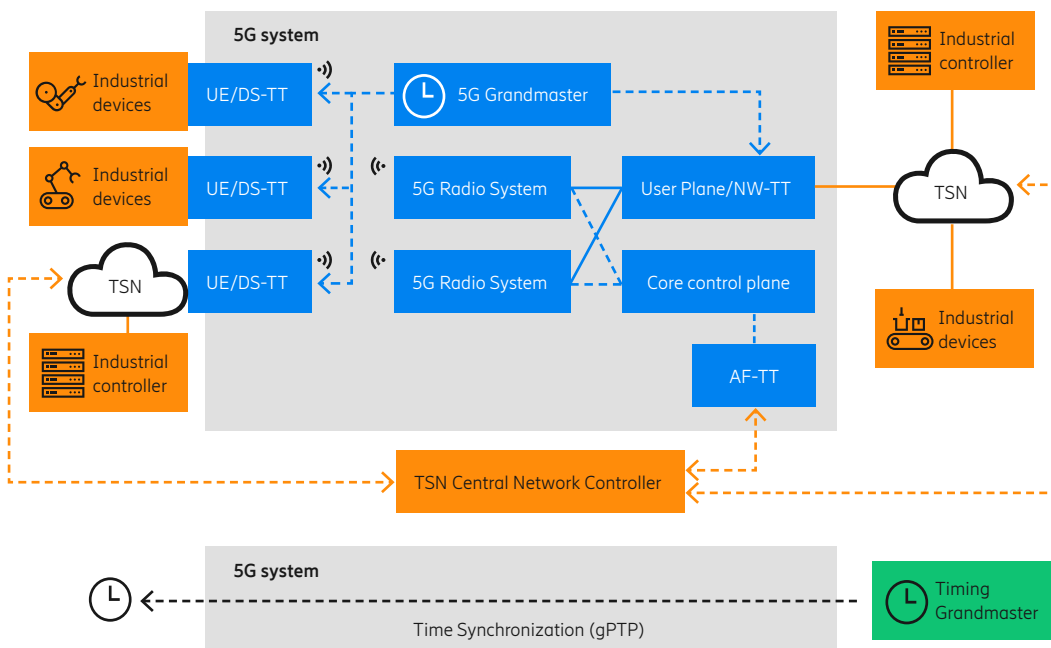 5G system
Industrial
devices
UE/DS-TT
5G Grandmaster
Industrial
controller
Industrial
devices
UE/DS-TT
5G Radio System
User Plane/NW-TT
TSN
TSN
UE/DS-TT
5G Radio System
Core control plane
Industrial
controller
AF-TT
Industrial
devices
TSN Central Network Controller
5G system
Time Synchronization (gPTP)
Timing
Grandmaster